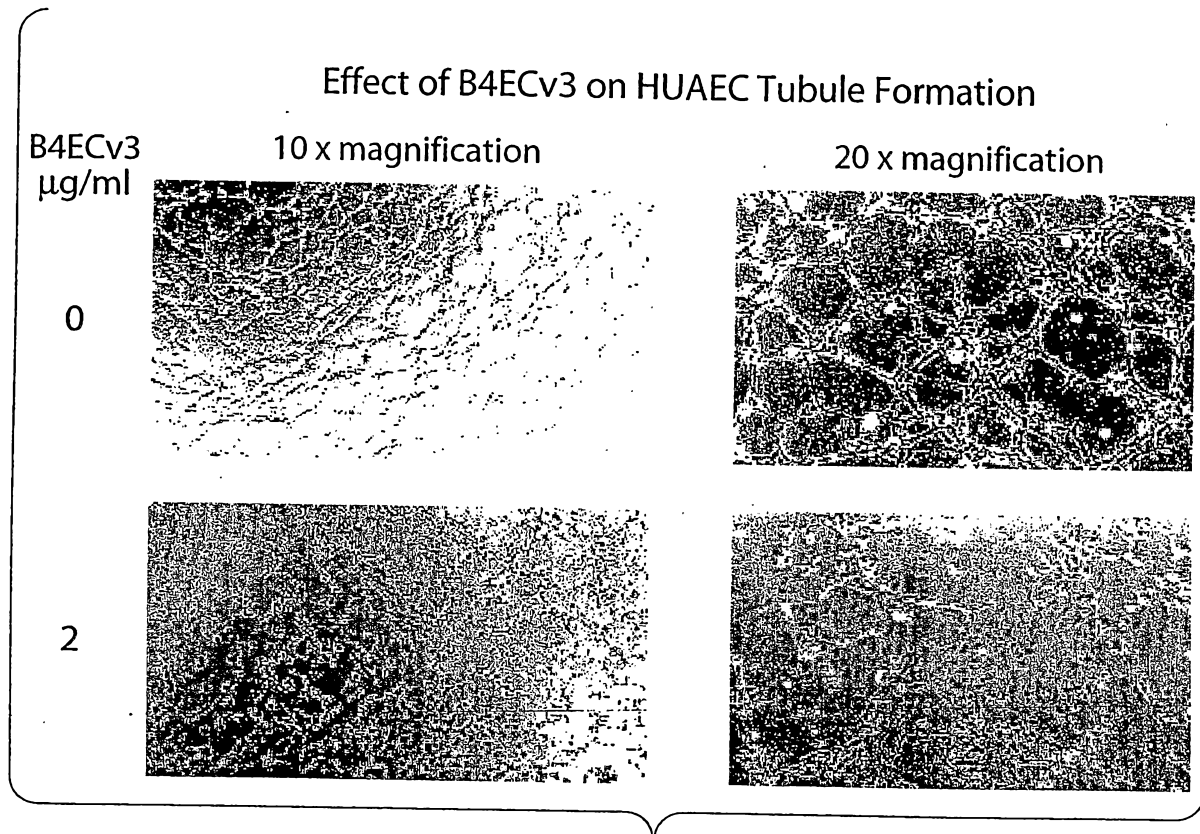 Effect of B4ECv3 on HUAEC Tubule Formation
B4ECv3
µg/ml
10 x magnification
20 x magnification
0
2